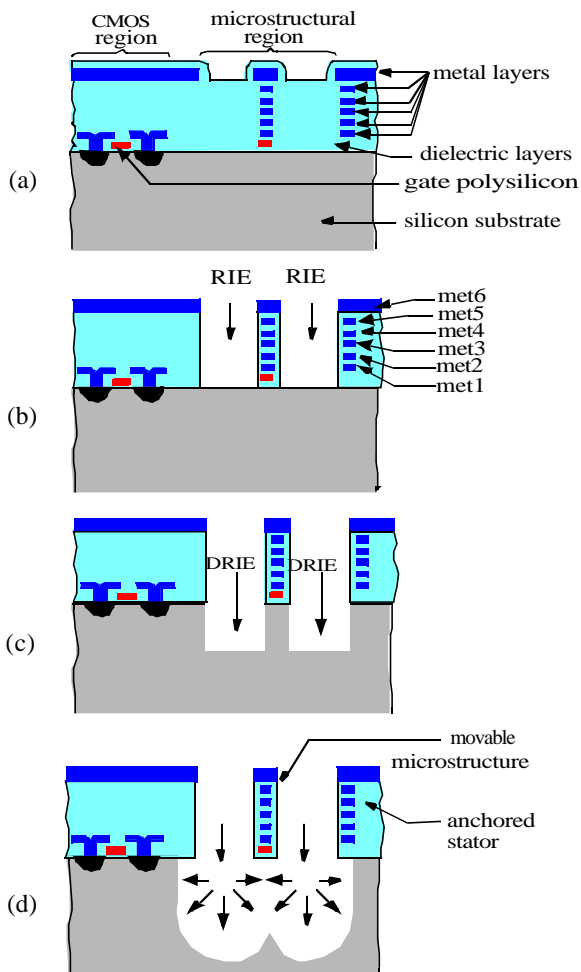 CMOS
region
microstructural
region
metal layers
dielectric layers
gate polysilicon
silicon substrate
(a)
RIE RIE
met6
met5
met4
met3
met2
met1
(b)
DRIE DRIE
(c)
movable
microstructure
anchored
stator
(d)